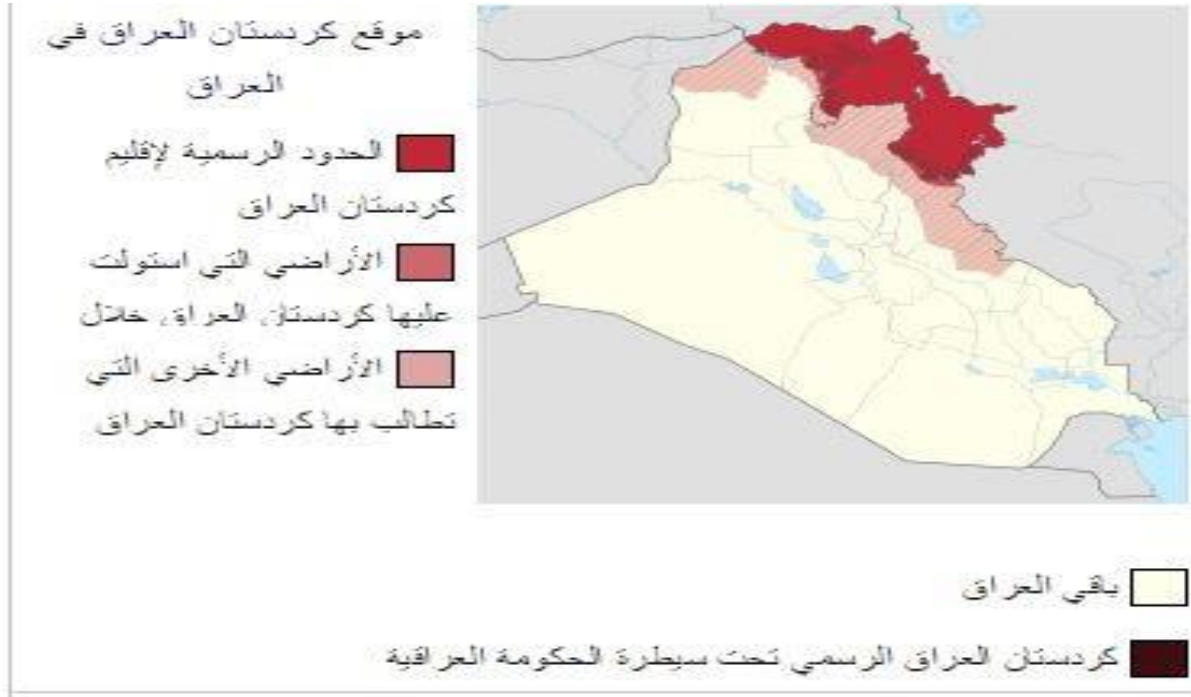 موقع كردستان العراق في
العراق
الحدود الرسمية لإقليم
كردستان العراق
الأراضي التي استولت
عليها كردستان العراق خلال
الأراضي الأخرى التي
تطالب بها كردستان العراق
باقي العراق
كردستان العراق الرسمي تحت سيطرة الحكومة العراقية